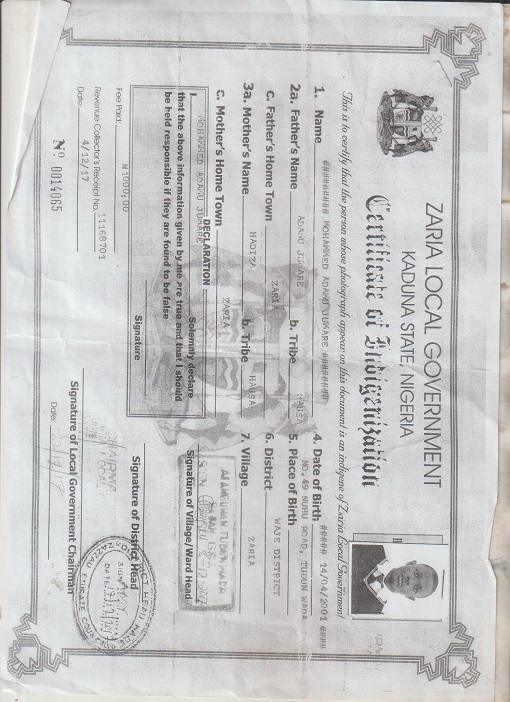 ZARIA LOCAL GOVERNMENT
KADUNA STATE, NIGERIA
Certificate of Indigenization
This is to certify that the person whose photograph appear on this document is an indigene of Zaria Local Government
1. Name ########## MOHAMMED ADAMU JUMARE ########
4. Date of Birth ##### 14/04/2001 ####
2a. Father's Name ADAMU JUMARE
b. Tribe HAUSA
5. Place of Birth NO.49 NUHU ROAD, TUDUN WADA
C. Father's Home Town ZARIA
6. District WAJE DISTRICT
3a. Mother's Name HADIZA
b. Tribe HAUSA
7. Village ZARIA
C. Mother's Home Town ZARIA
DECLARATION
I. MOHAMMED ADAMU JUMARE Solemnly declare
that the above information given by me are true and that I should
be held responsible if they are found to be false
Signature
TUDUN WADA
SIGN
Signature of Village/Ward Head
Fee Paid: N1000:00
Signature of District Head
Revenue Collector's Receipt No. 11168701
Date: 4/12/17
Signature of Local Government Chairman
Date:
Nº 0014065